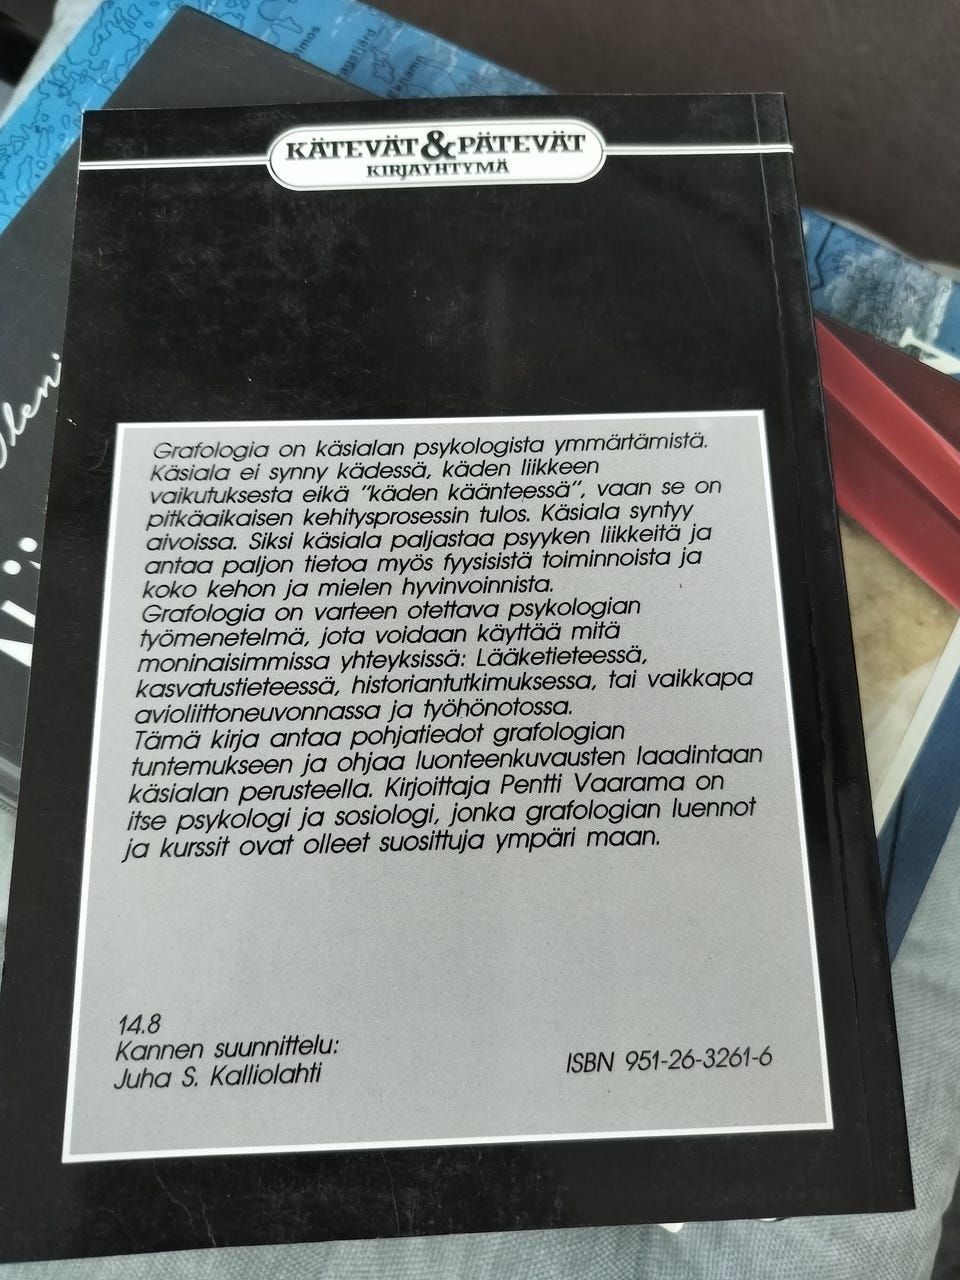 olmos
KÄTEVÄT & PÄTEVÄT
KIRJAYHTYMÄ
Grafologia on käsialan psykologista ymmärtämistä.
Käsiala ei synny kädessä, käden liikkeen
vaikutuksesta eikä "käden käänteessä", vaan se on
pitkäaikaisen kehitysprosessin tulos. Käsiala syntyy
aivoissa. Siksi käsiala paljastaa psyyken liikkeitä ja
antaa paljon tietoa myös fyysisistä toiminnoista ja
koko kehon ja mielen hyvinvoinnista.
Grafologia on varteen otettava psykologian
työmenetelmä, jota voidaan käyttää mitä
moninaisimmissa yhteyksissä: Lääketieteessä,
kasvatustieteessä, historiantutkimuksessa, tai vaikkapa
avioliittoneuvonnassa ja työhönotossa.
Tämä kirja antaa pohjatiedot grafologian
tuntemukseen ja ohjaa luonteenkuvausten laadintaan
käsialan perusteella. Kirjoittaja Pentti Vaarama on
itse psykologi ja sosiologi, jonka grafologian luennot
ja kurssit ovat olleet suosittuja ympäri maan.
14.8
Kannen suunnittelu:
Juha S. Kalliolahti
ISBN 951-26-3261-6